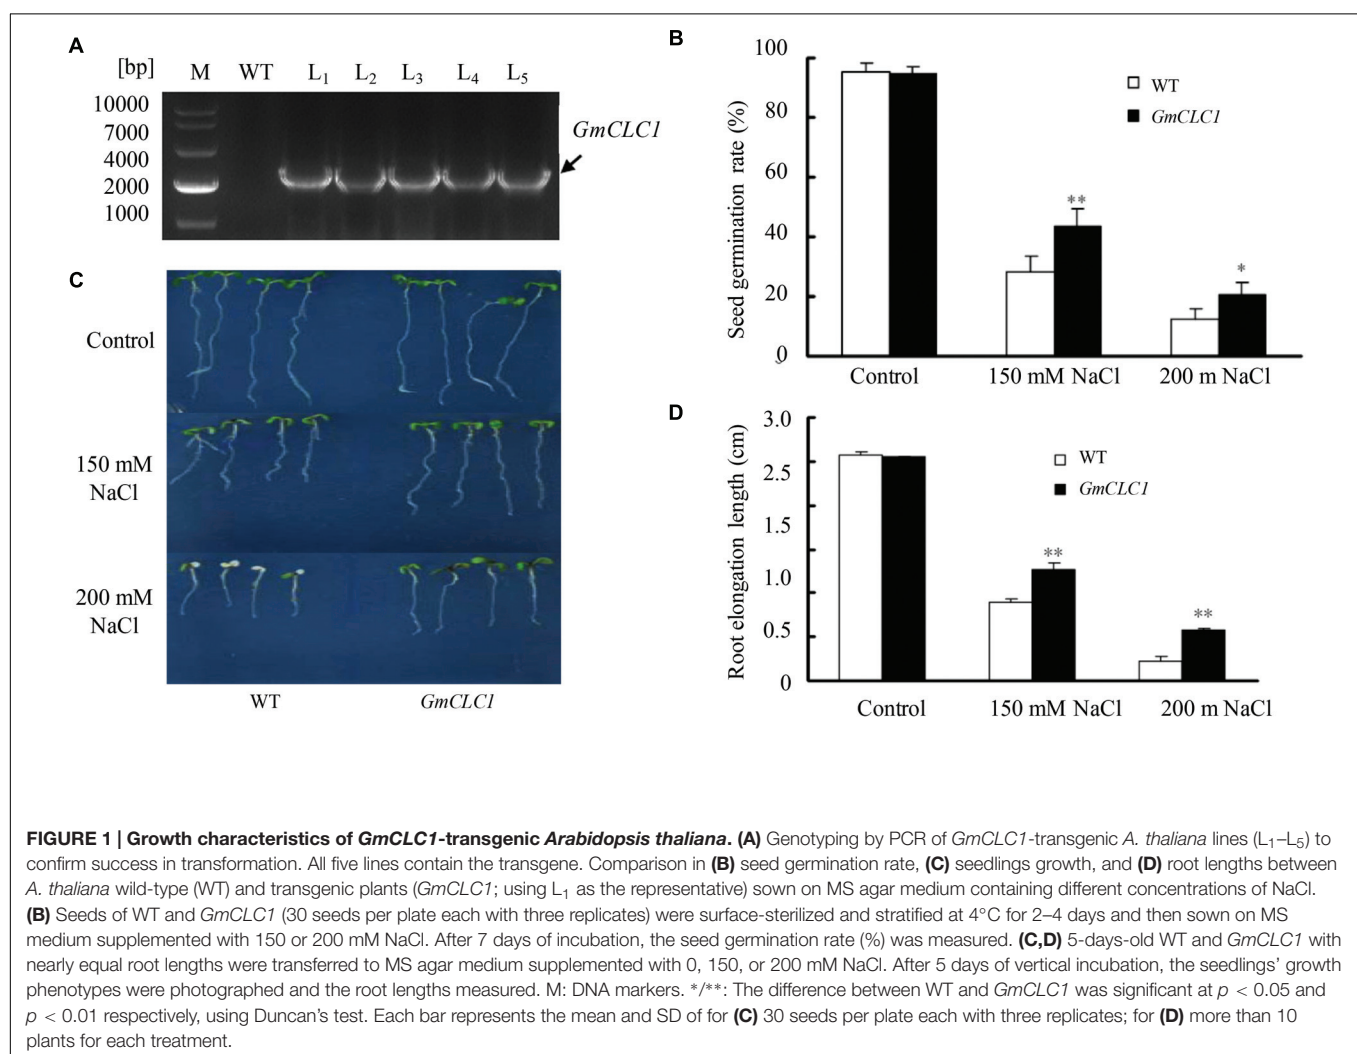 A
[bp] M WT L1 L2 L3 L4 L5
10000
7000
4000
2000
1000
GmCLC1
B
Seed germination rate (%)
100
80
60
40
20
0
WT
GmCLC1
**
*
Control 150 mM NaCl 200 m NaCl
C
Control
150 mM
NaCl
200 mM
NaCl
WT GmCLC1
D
Root elongation length (cm)
3.0
2.5
1.5
1.0
0.5
0
WT
GmCLC1
**
**
Control 150 mM NaCl 200 m NaCl
FIGURE 1 | Growth characteristics of GmCLC1-transgenic Arabidopsis thaliana. (A) Genotyping by PCR of GmCLC1-transgenic A. thaliana lines (L1–L5) to
confirm success in transformation. All five lines contain the transgene. Comparison in (B) seed germination rate, (C) seedlings growth, and (D) root lengths between
A. thaliana wild-type (WT) and transgenic plants (GmCLC1; using L1 as the representative) sown on MS agar medium containing different concentrations of NaCl.
(B) Seeds of WT and GmCLC1 (30 seeds per plate each with three replicates) were surface-sterilized and stratified at 4°C for 2–4 days and then sown on MS
medium supplemented with 150 or 200 mM NaCl. After 7 days of incubation, the seed germination rate (%) was measured. (C,D) 5-days-old WT and GmCLC1 with
nearly equal root lengths were transferred to MS agar medium supplemented with 0, 150, or 200 mM NaCl. After 5 days of vertical incubation, the seedlings' growth
phenotypes were photographed and the root lengths measured. M: DNA markers. */**: The difference between WT and GmCLC1 was significant at p < 0.05 and
p < 0.01 respectively, using Duncan's test. Each bar represents the mean and SD of for (C) 30 seeds per plate each with three replicates; for (D) more than 10
plants for each treatment.